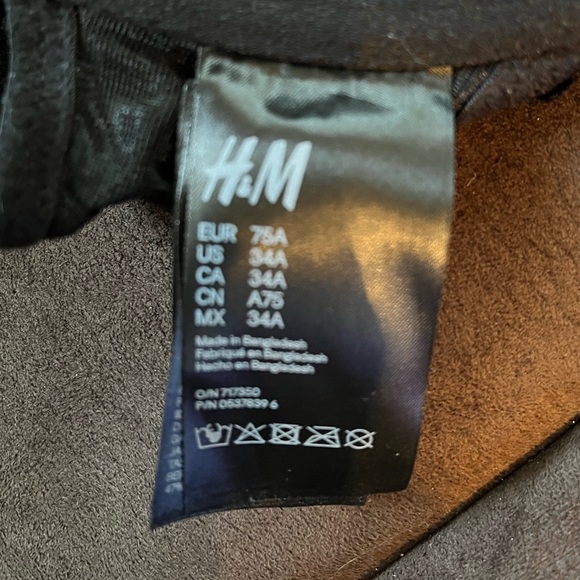 H&M
EUR 75A
US 34A
CA 34A
CN A75
MX 34A
Made in Bangladesh
Fabriqué en Bangladesh
Hecho en Bangladesh
O/N 717350
P/N 0537639 6